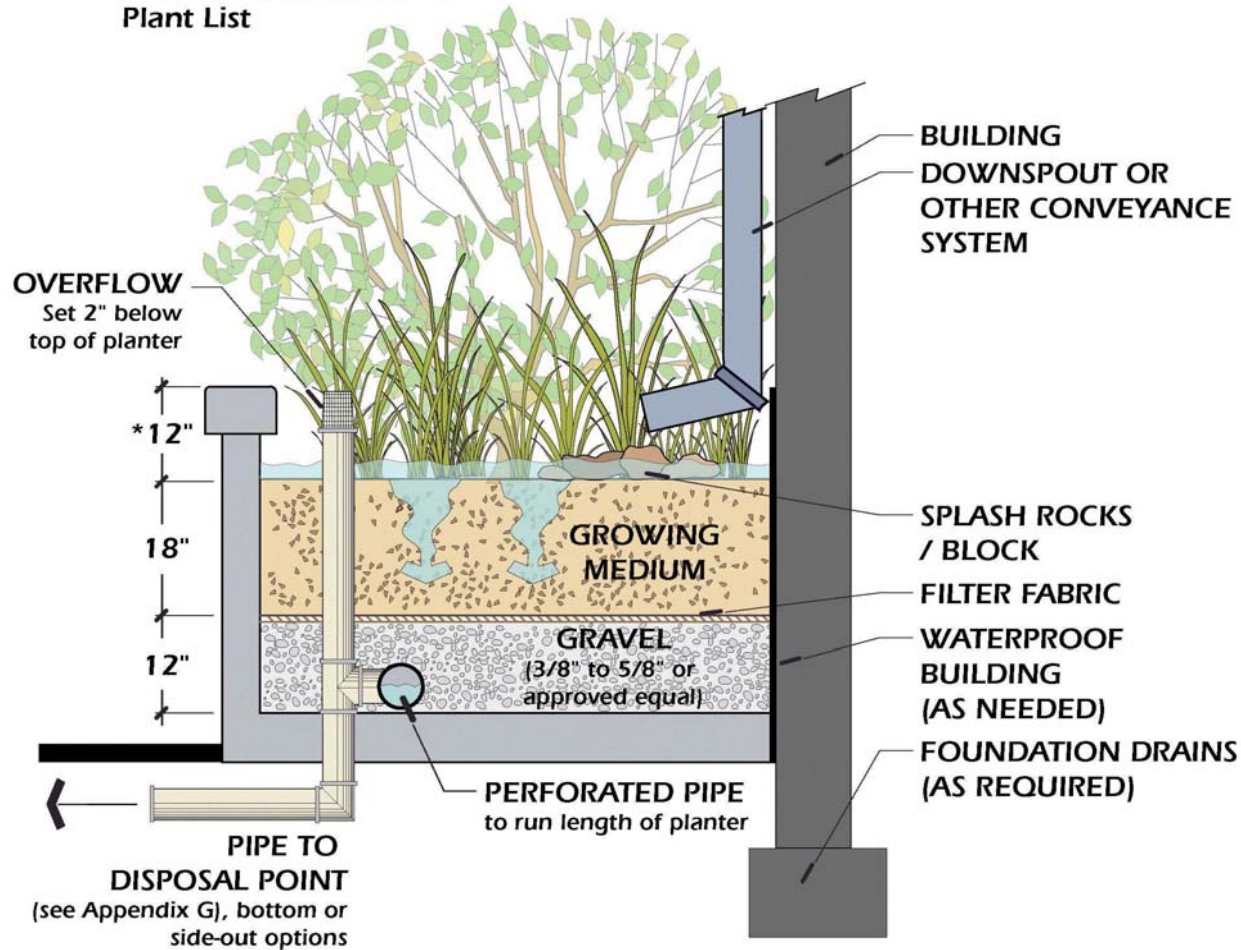 Plant List
BUILDING
DOWNSPOUT OR
OTHER CONVEYANCE
SYSTEM
OVERFLOW
Set 2" below
top of planter
*12"
18"
12"
GROWING
MEDIUM
GRAVEL
(3/8" to 5/8" or
approved equal)
SPLASH ROCKS
/ BLOCK
FILTER FABRIC
WATERPROOF
BUILDING
(AS NEEDED)
FOUNDATION DRAINS
(AS REQUIRED)
PERFORATED PIPE
to run length of planter
PIPE TO
DISPOSAL POINT
(see Appendix G), bottom or
side-out options